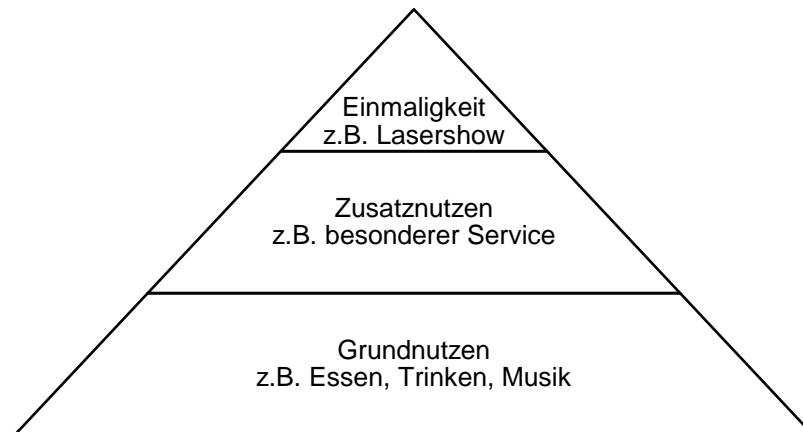 Einmaligkeit
z.B. Lasershow
Zusatznutzen
z.B. besonderer Service
Grundnutzen
z.B. Essen, Trinken, Musik